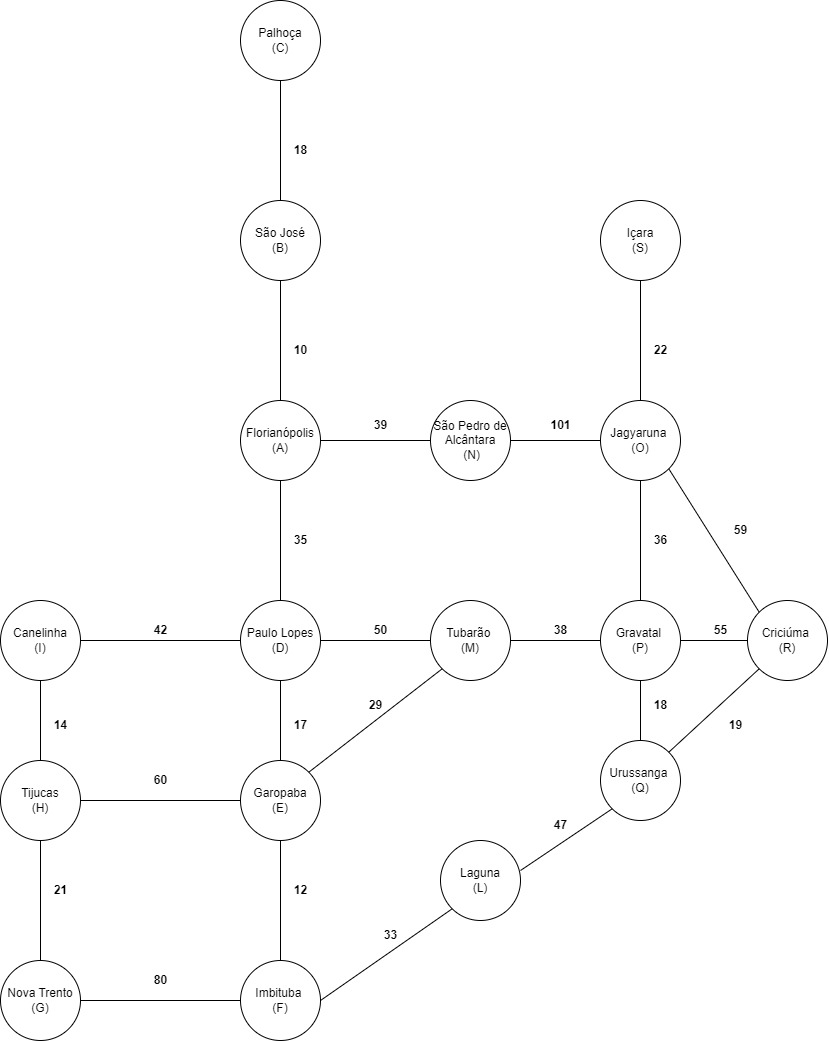 Palhoça
(C)
18
São José
(B)
Içara
(S)
10
22
Florianópolis
(A)
39
São Pedro de
Alcântara
(N)
101
Jagyaruna
(O)
35
36
59
Canelinha
(I)
42
Paulo Lopes
(D)
50
Tubarão
(M)
38
Gravatal
(P)
55
Criciúma
(R)
14
17
29
18
19
Tijucas
(H)
60
Garopaba
(E)
Urussanga
(Q)
47
21
12
Laguna
(L)
33
Nova Trento
(G)
80
Imbituba
(F)